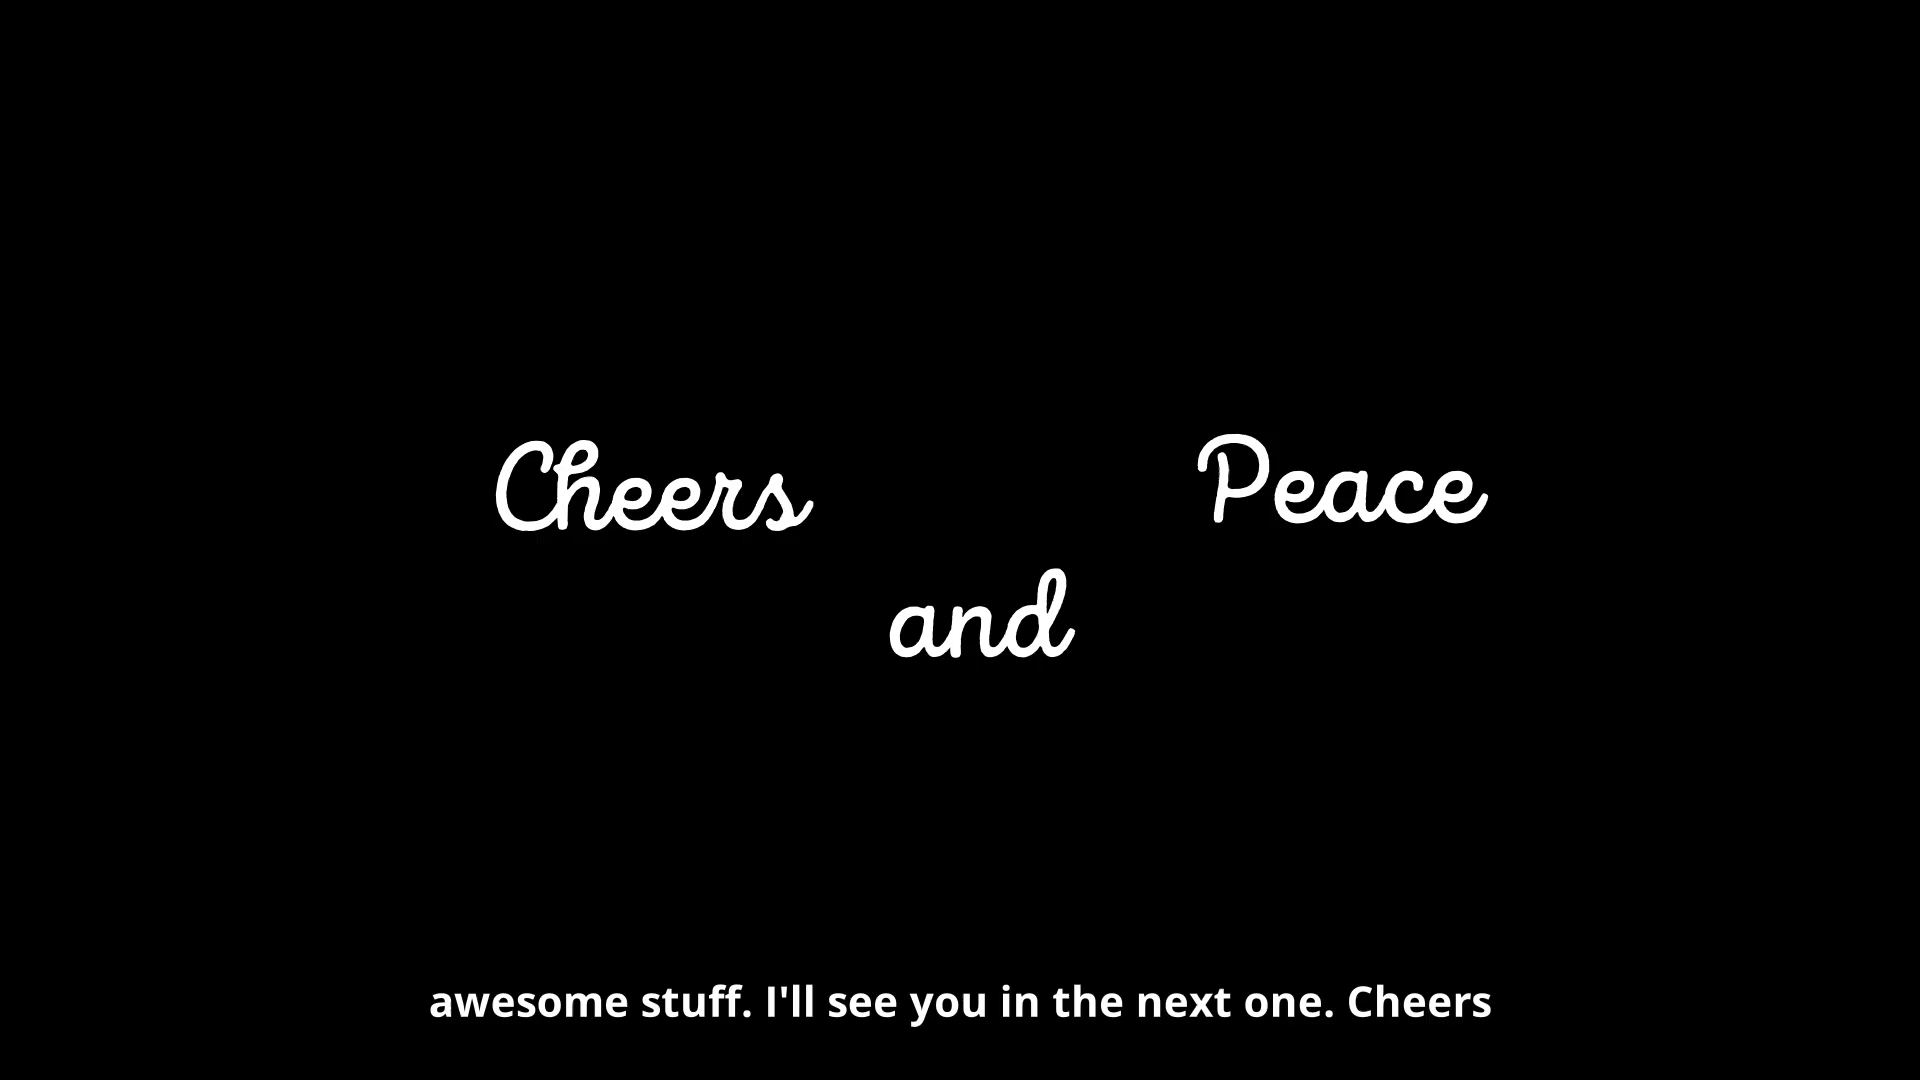 Cheers Peace
and
awesome stuff. I'll see you in the next one. Cheers